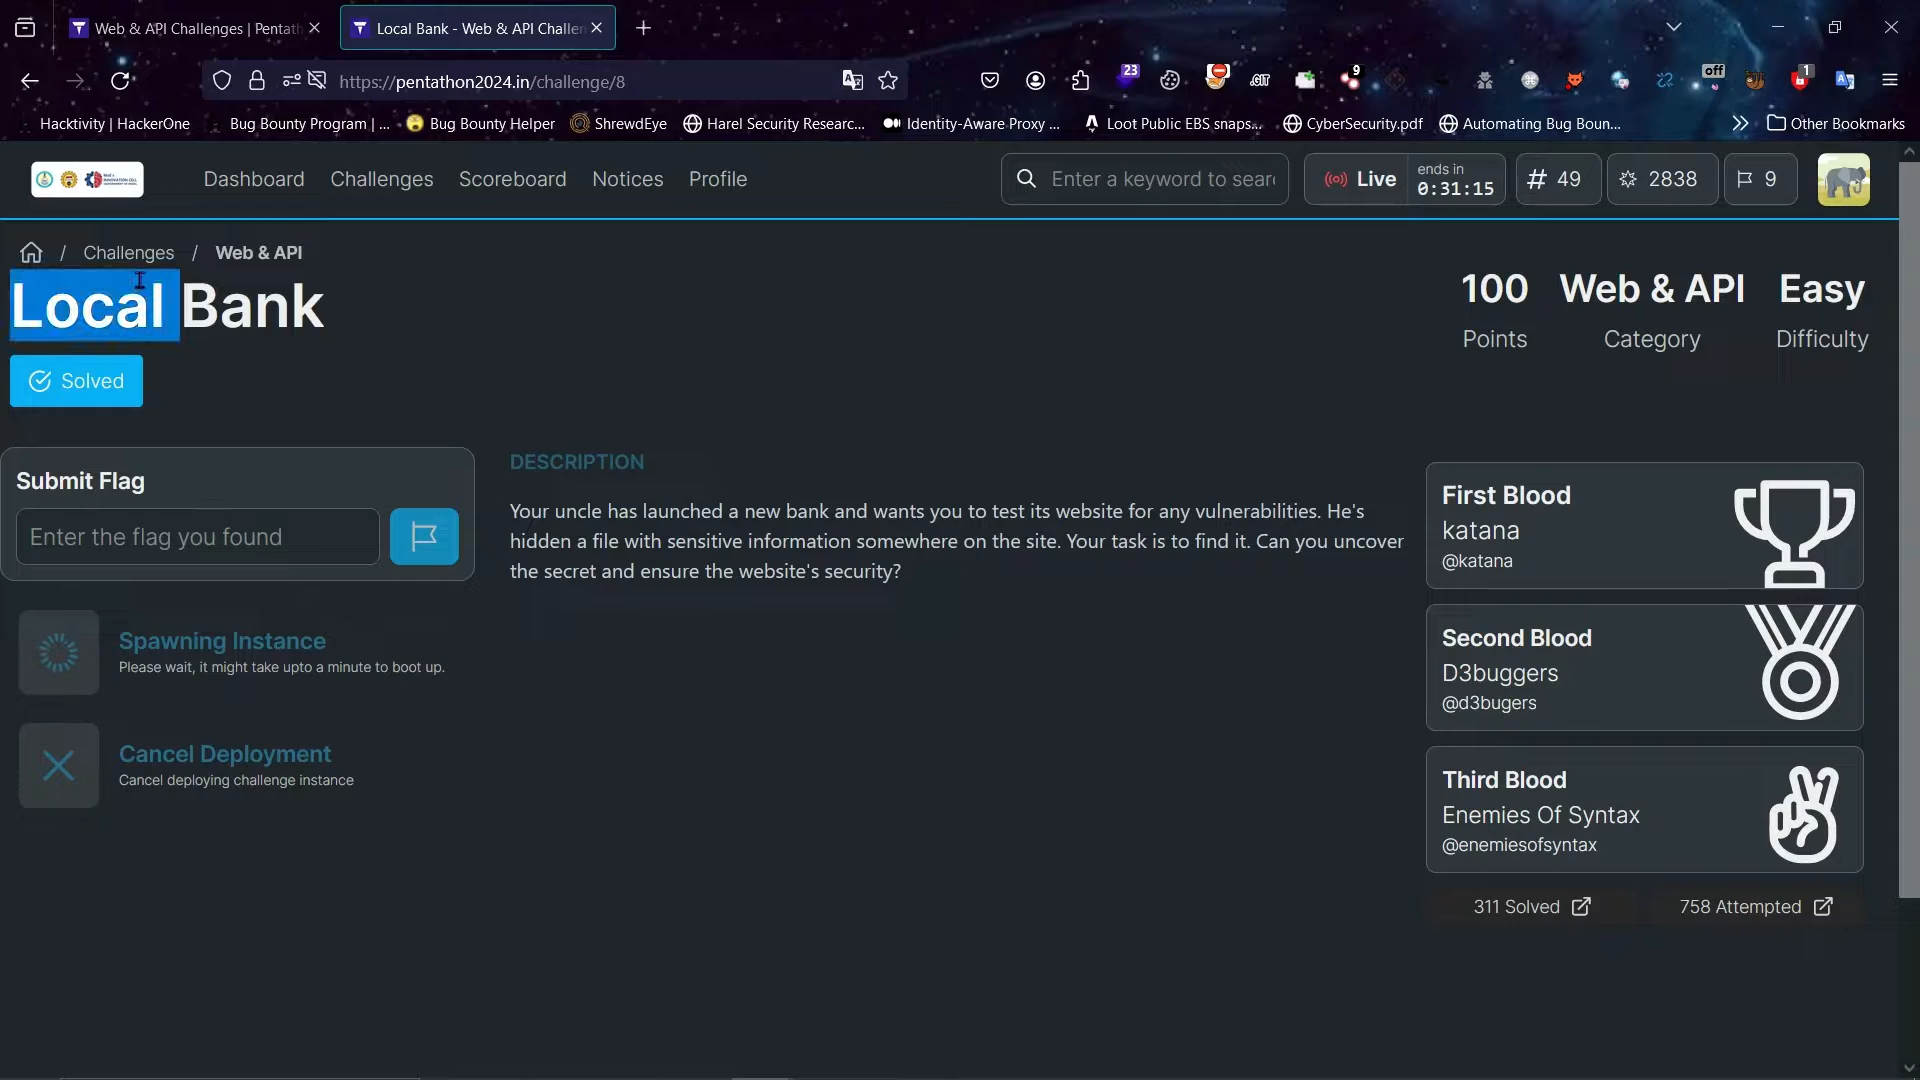 Web & API Challenges | Pentath
Local Bank - Web & API Challen
https://pentathon2024.in/challenge/8
23
9
off
1
.GIT
Hacktivity | HackerOne
Bug Bounty Program | ...
Bug Bounty Helper
ShrewdEye
Harel Security Researc...
Identity-Aware Proxy ...
Loot Public EBS snaps...
CyberSecurity.pdf
Automating Bug Boun...
Other Bookmarks
Dashboard
Challenges
Scoreboard
Notices
Profile
Enter a keyword to sear
Live
ends in
0:31:15
# 49
2838
9
/ Challenges / Web & API
Local Bank
Solved
100
Points
Web & API
Category
Easy
Difficulty
Submit Flag
Enter the flag you found
Spawning Instance
Please wait, it might take upto a minute to boot up.
Cancel Deployment
Cancel deploying challenge instance
DESCRIPTION
Your uncle has launched a new bank and wants you to test its website for any vulnerabilities. He's
hidden a file with sensitive information somewhere on the site. Your task is to find it. Can you uncover
the secret and ensure the website's security?
First Blood
katana
@katana
Second Blood
D3buggers
@d3bugers
Third Blood
Enemies Of Syntax
@enemiesofsyntax
311 Solved
758 Attempted